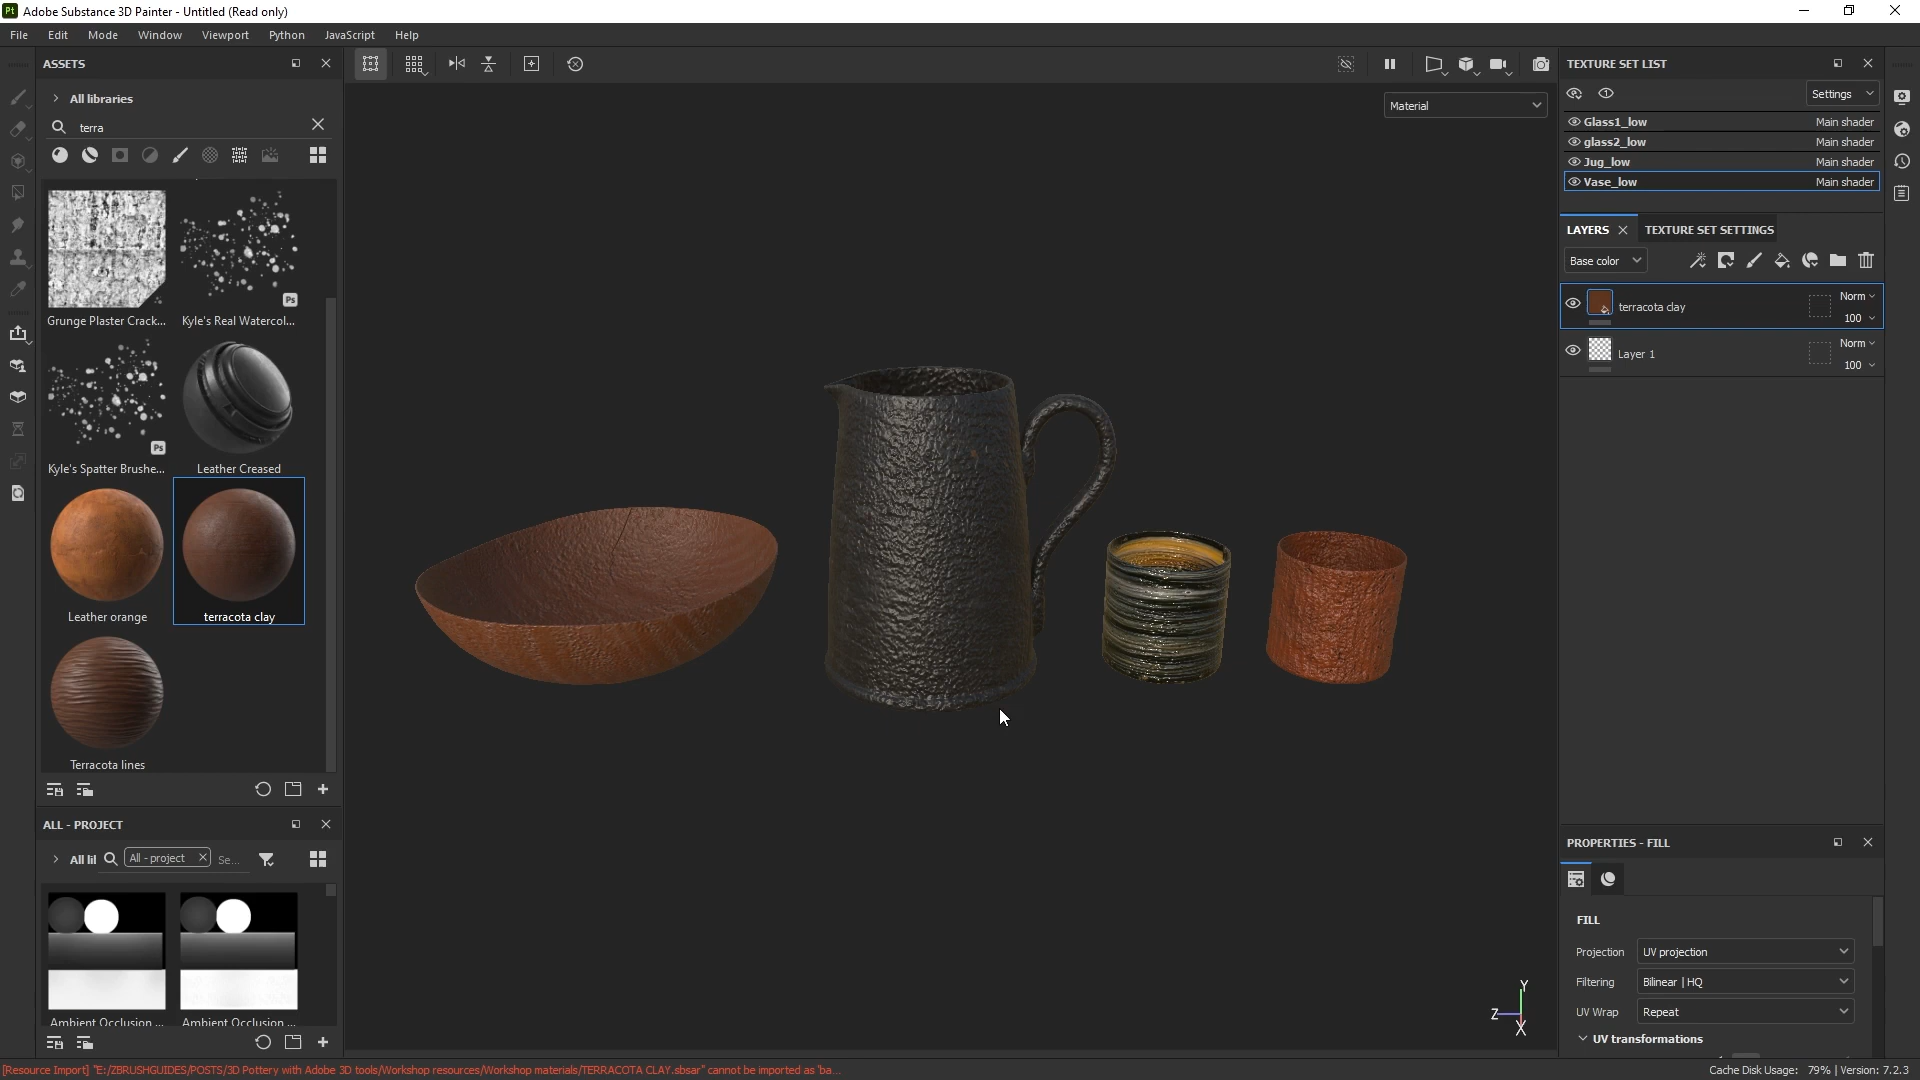 Pt Adobe Substance 3D Painter - Untitled (Read only)
File Edit Mode Window Viewport Python JavaScript Help
ASSETS
All libraries
terra
Grunge Plaster Crack... Kyle's Real Watercol...
Ps
Kyle's Spatter Brushe... Leather Creased
Ps
Leather orange terracota clay
Terracota lines
ALL - PROJECT
All lil All - project Se...
Ambient Occlusion ... Ambient Occlusion ...
Material
Y
Z
X
TEXTURE SET LIST
Settings
Glass1_low Main shader
glass2_low Main shader
Jug_low Main shader
Vase_low Main shader
LAYERS TEXTURE SET SETTINGS
Base color
terracota clay Norm
100
Layer 1 Norm
100
PROPERTIES - FILL
FILL
Projection UV projection
Filtering Bilinear | HQ
UV Wrap Repeat
UV transformations
[Resource Import] "E:/ZBRUSHGUIDES/POSTS/3D Pottery with Adobe 3D tools/Workshop resources/Workshop materials/TERRACOTA CLAY.sbsar" cannot be imported as 'ba...
Cache Disk Usage: 79% | Version: 7.2.3